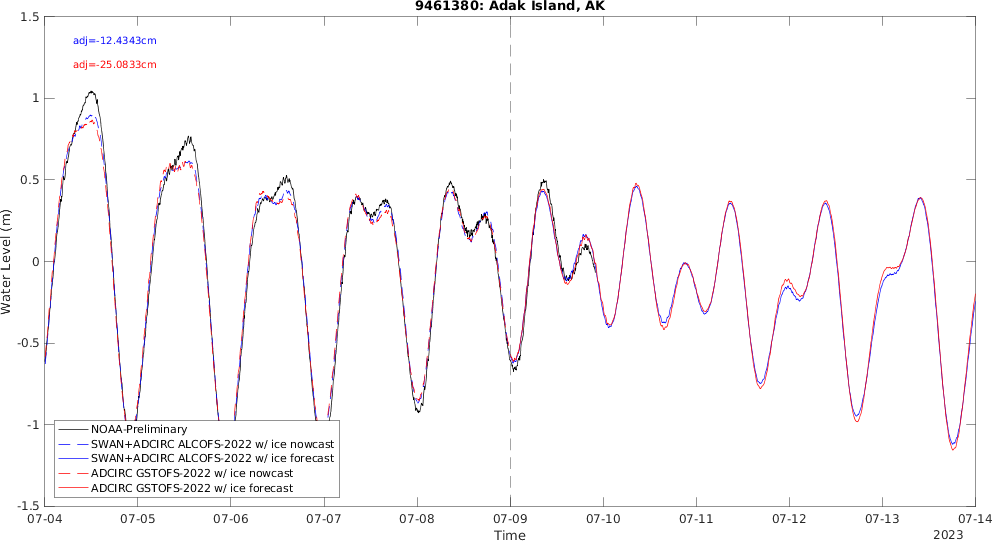 9461380: Adak Island, AK
adj=-12.4343cm
adj=-25.0833cm
Water Level (m)
1.5
1
0.5
0
-0.5
-1
-1.5
NOAA-Preliminary
SWAN+ADCIRC ALCOFS-2022 w/ ice nowcast
SWAN+ADCIRC ALCOFS-2022 w/ ice forecast
ADCIRC GSTOFS-2022 w/ ice nowcast
ADCIRC GSTOFS-2022 w/ ice forecast
07-04 07-05 07-06 07-07 07-08 07-09 07-10 07-11 07-12 07-13 07-14
Time
2023